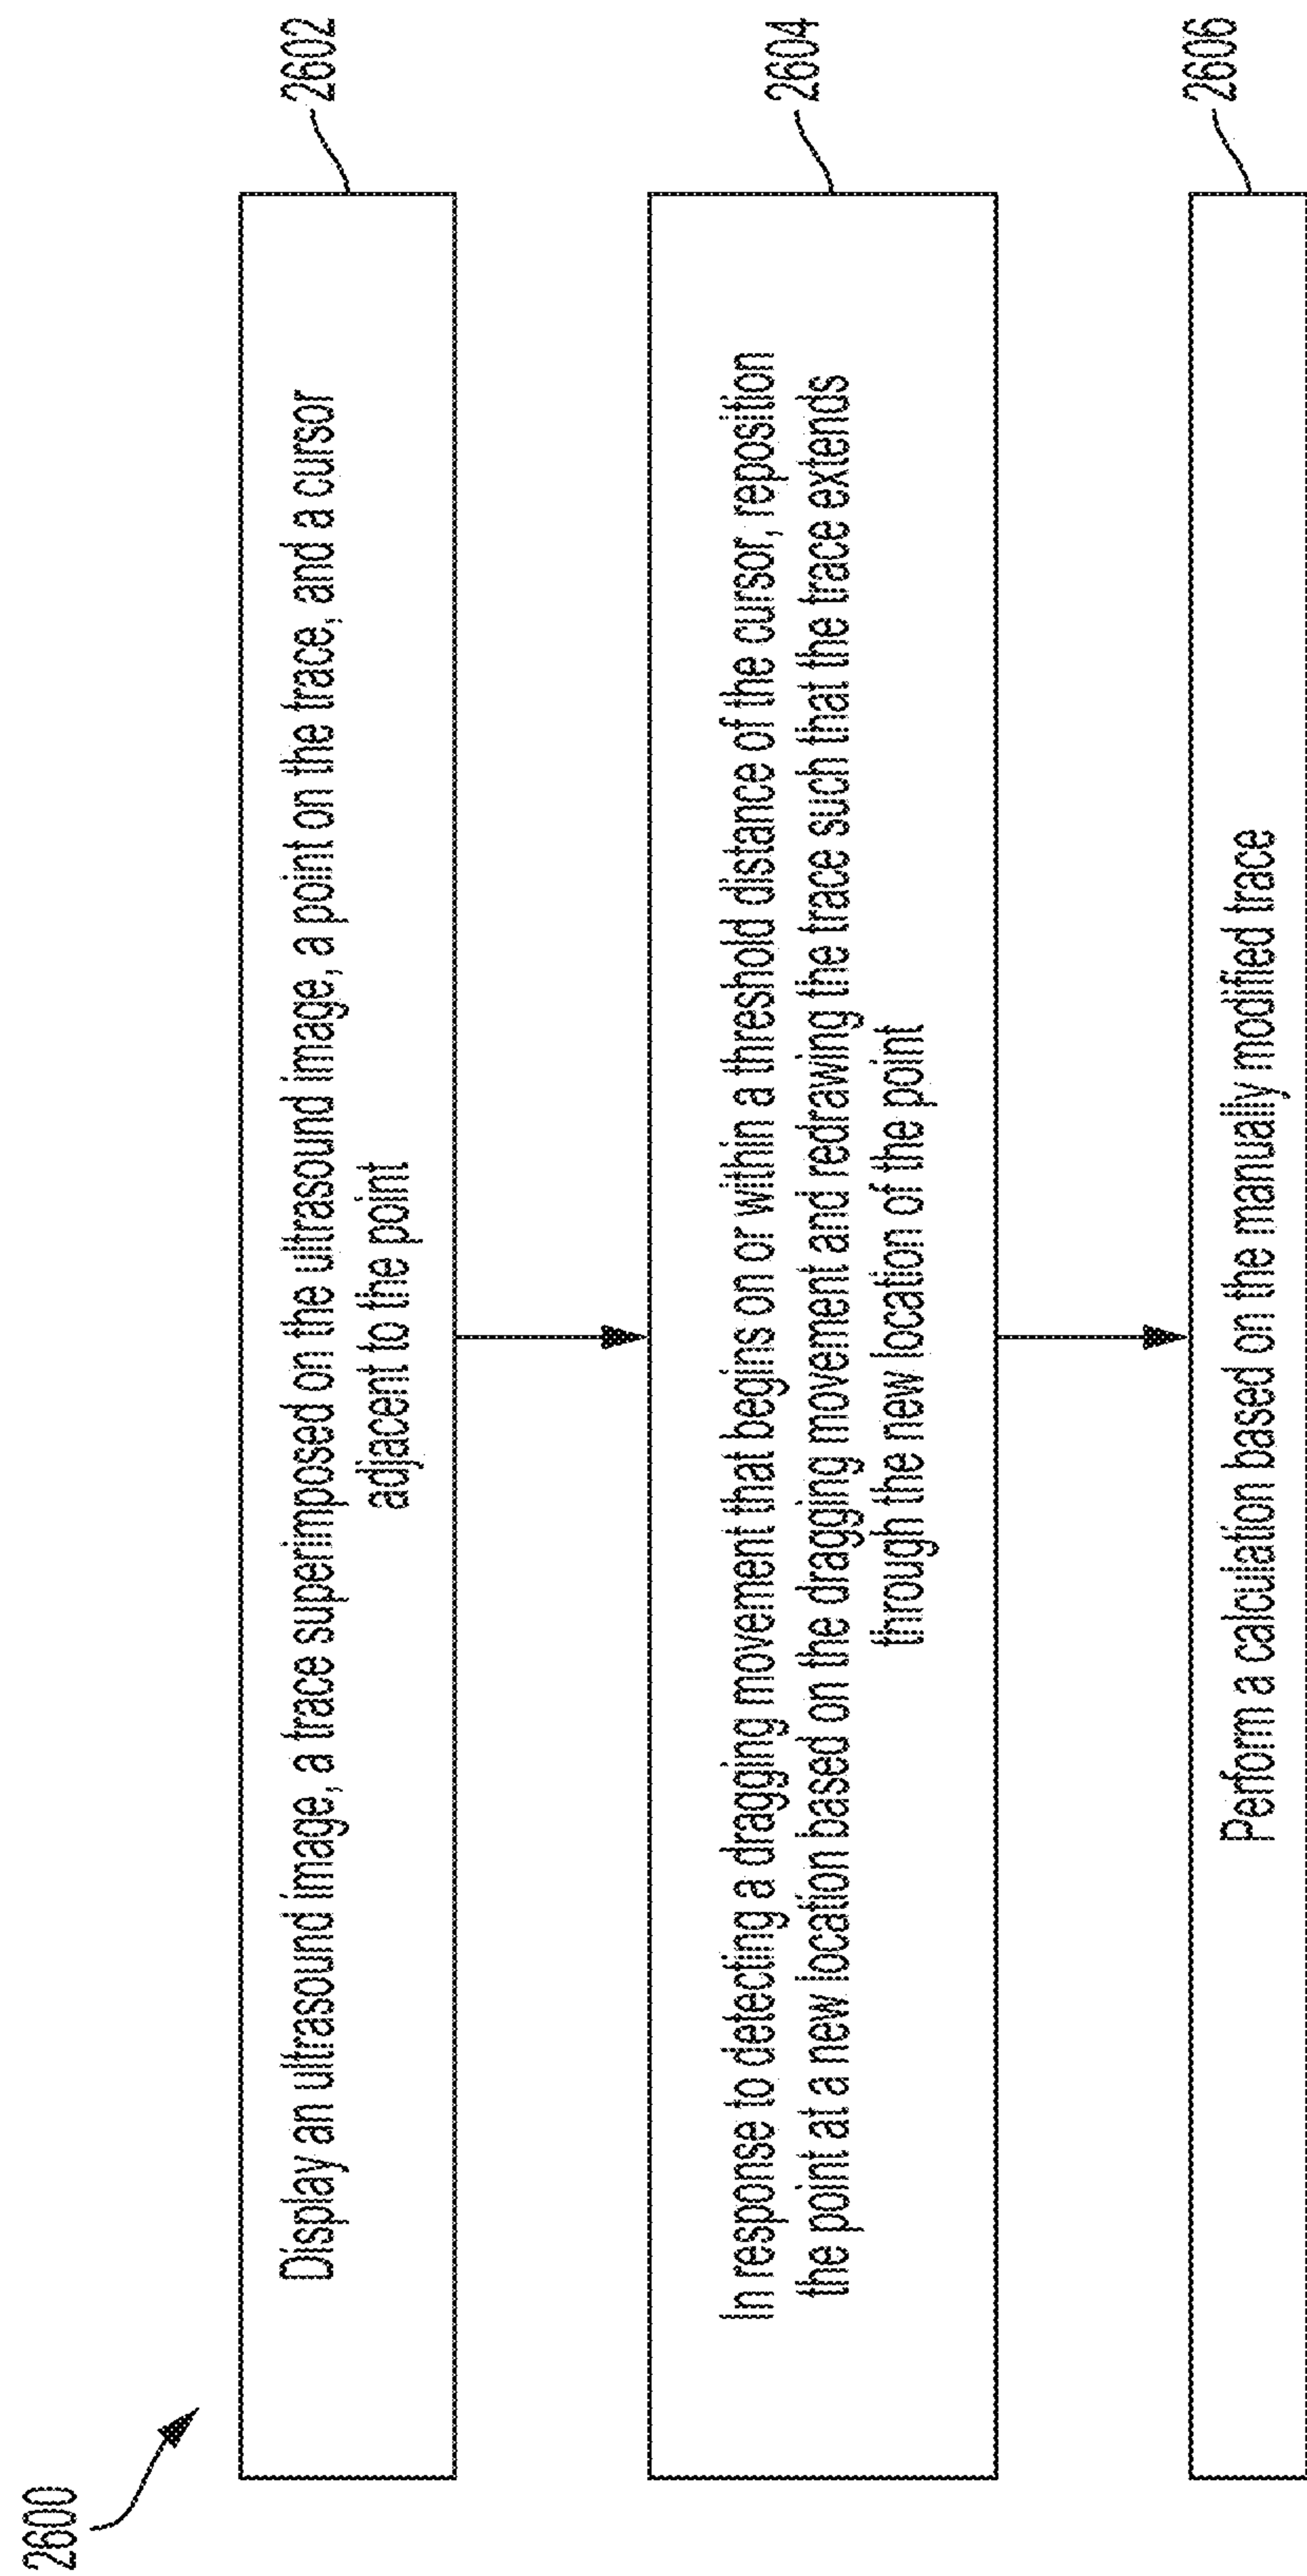 2600
Display an ultrasound image, a trace superimposed on the ultrasound image, a point on the trace, and a cursor
adjacent to the point
2602
In response to detecting a dragging movement that begins on or within a threshold distance of the cursor, reposition
the point at a new location based on the dragging movement and redrawing the trace such that the trace extends
through the new location of the point
2604
Perform a calculation based on the manually modified trace
2606